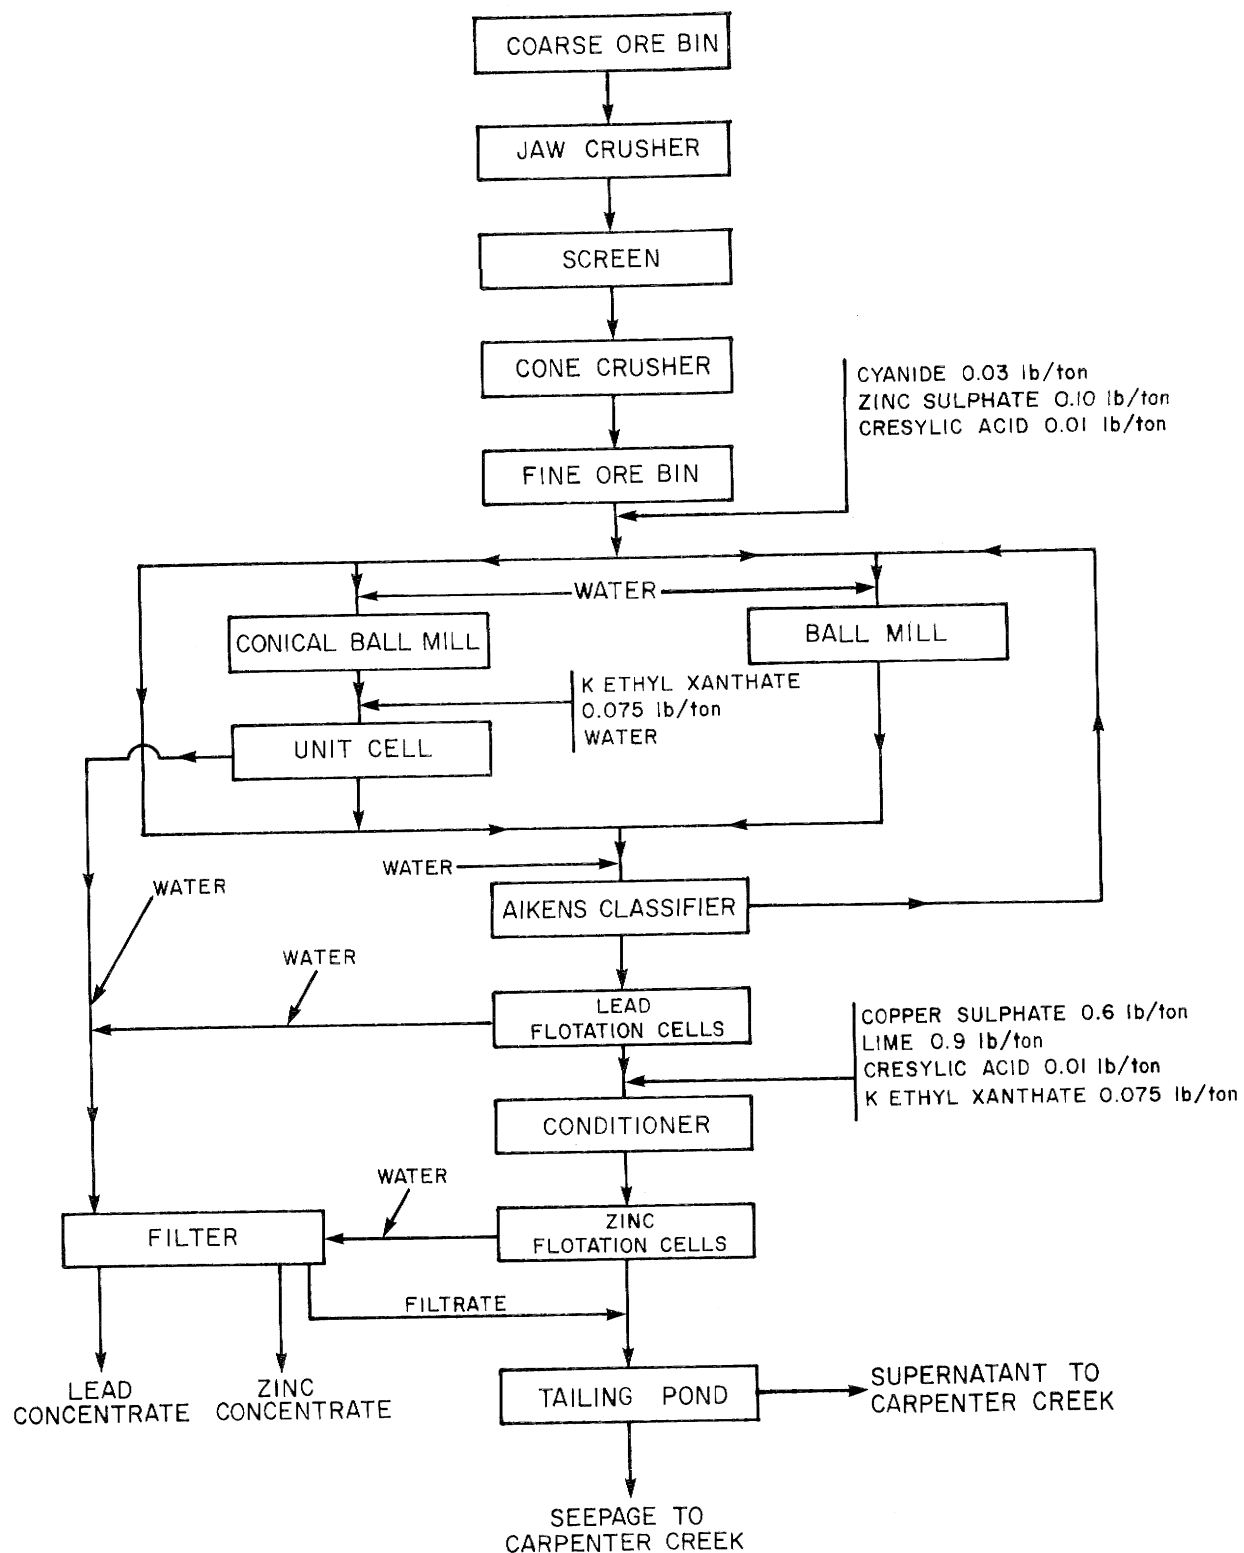 COARSE ORE BIN
JAW CRUSHER
SCREEN
CONE CRUSHER
CYANIDE 0.03 lb/ton
ZINC SULPHATE 0.10 lb/ton
CRESYLIC ACID 0.01 lb/ton
FINE ORE BIN
WATER
CONICAL BALL MILL
BALL MILL
K ETHYL XANTHATE
0.075 lb/ton
WATER
UNIT CELL
WATER
WATER
AIKENS CLASSIFIER
WATER
LEAD
FLOTATION CELLS
COPPER SULPHATE 0.6 lb/ton
LIME 0.9 lb/ton
CRESYLIC ACID 0.01 lb/ton
K ETHYL XANTHATE 0.075 lb/ton
CONDITIONER
WATER
FILTER
ZINC
FLOTATION CELLS
FILTRATE
LEAD
CONCENTRATE
ZINC
CONCENTRATE
TAILING POND
SUPERNATANT TO
CARPENTER CREEK
SEEPAGE TO
CARPENTER CREEK